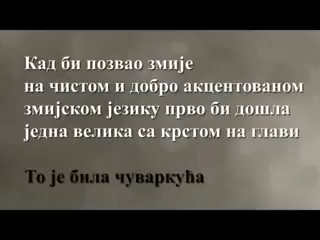 Кад би позвао змије
на чистом и добро акцентованом
змијском језику прво би дошла
једна велика са крстом на глави
То је била чуваркућа